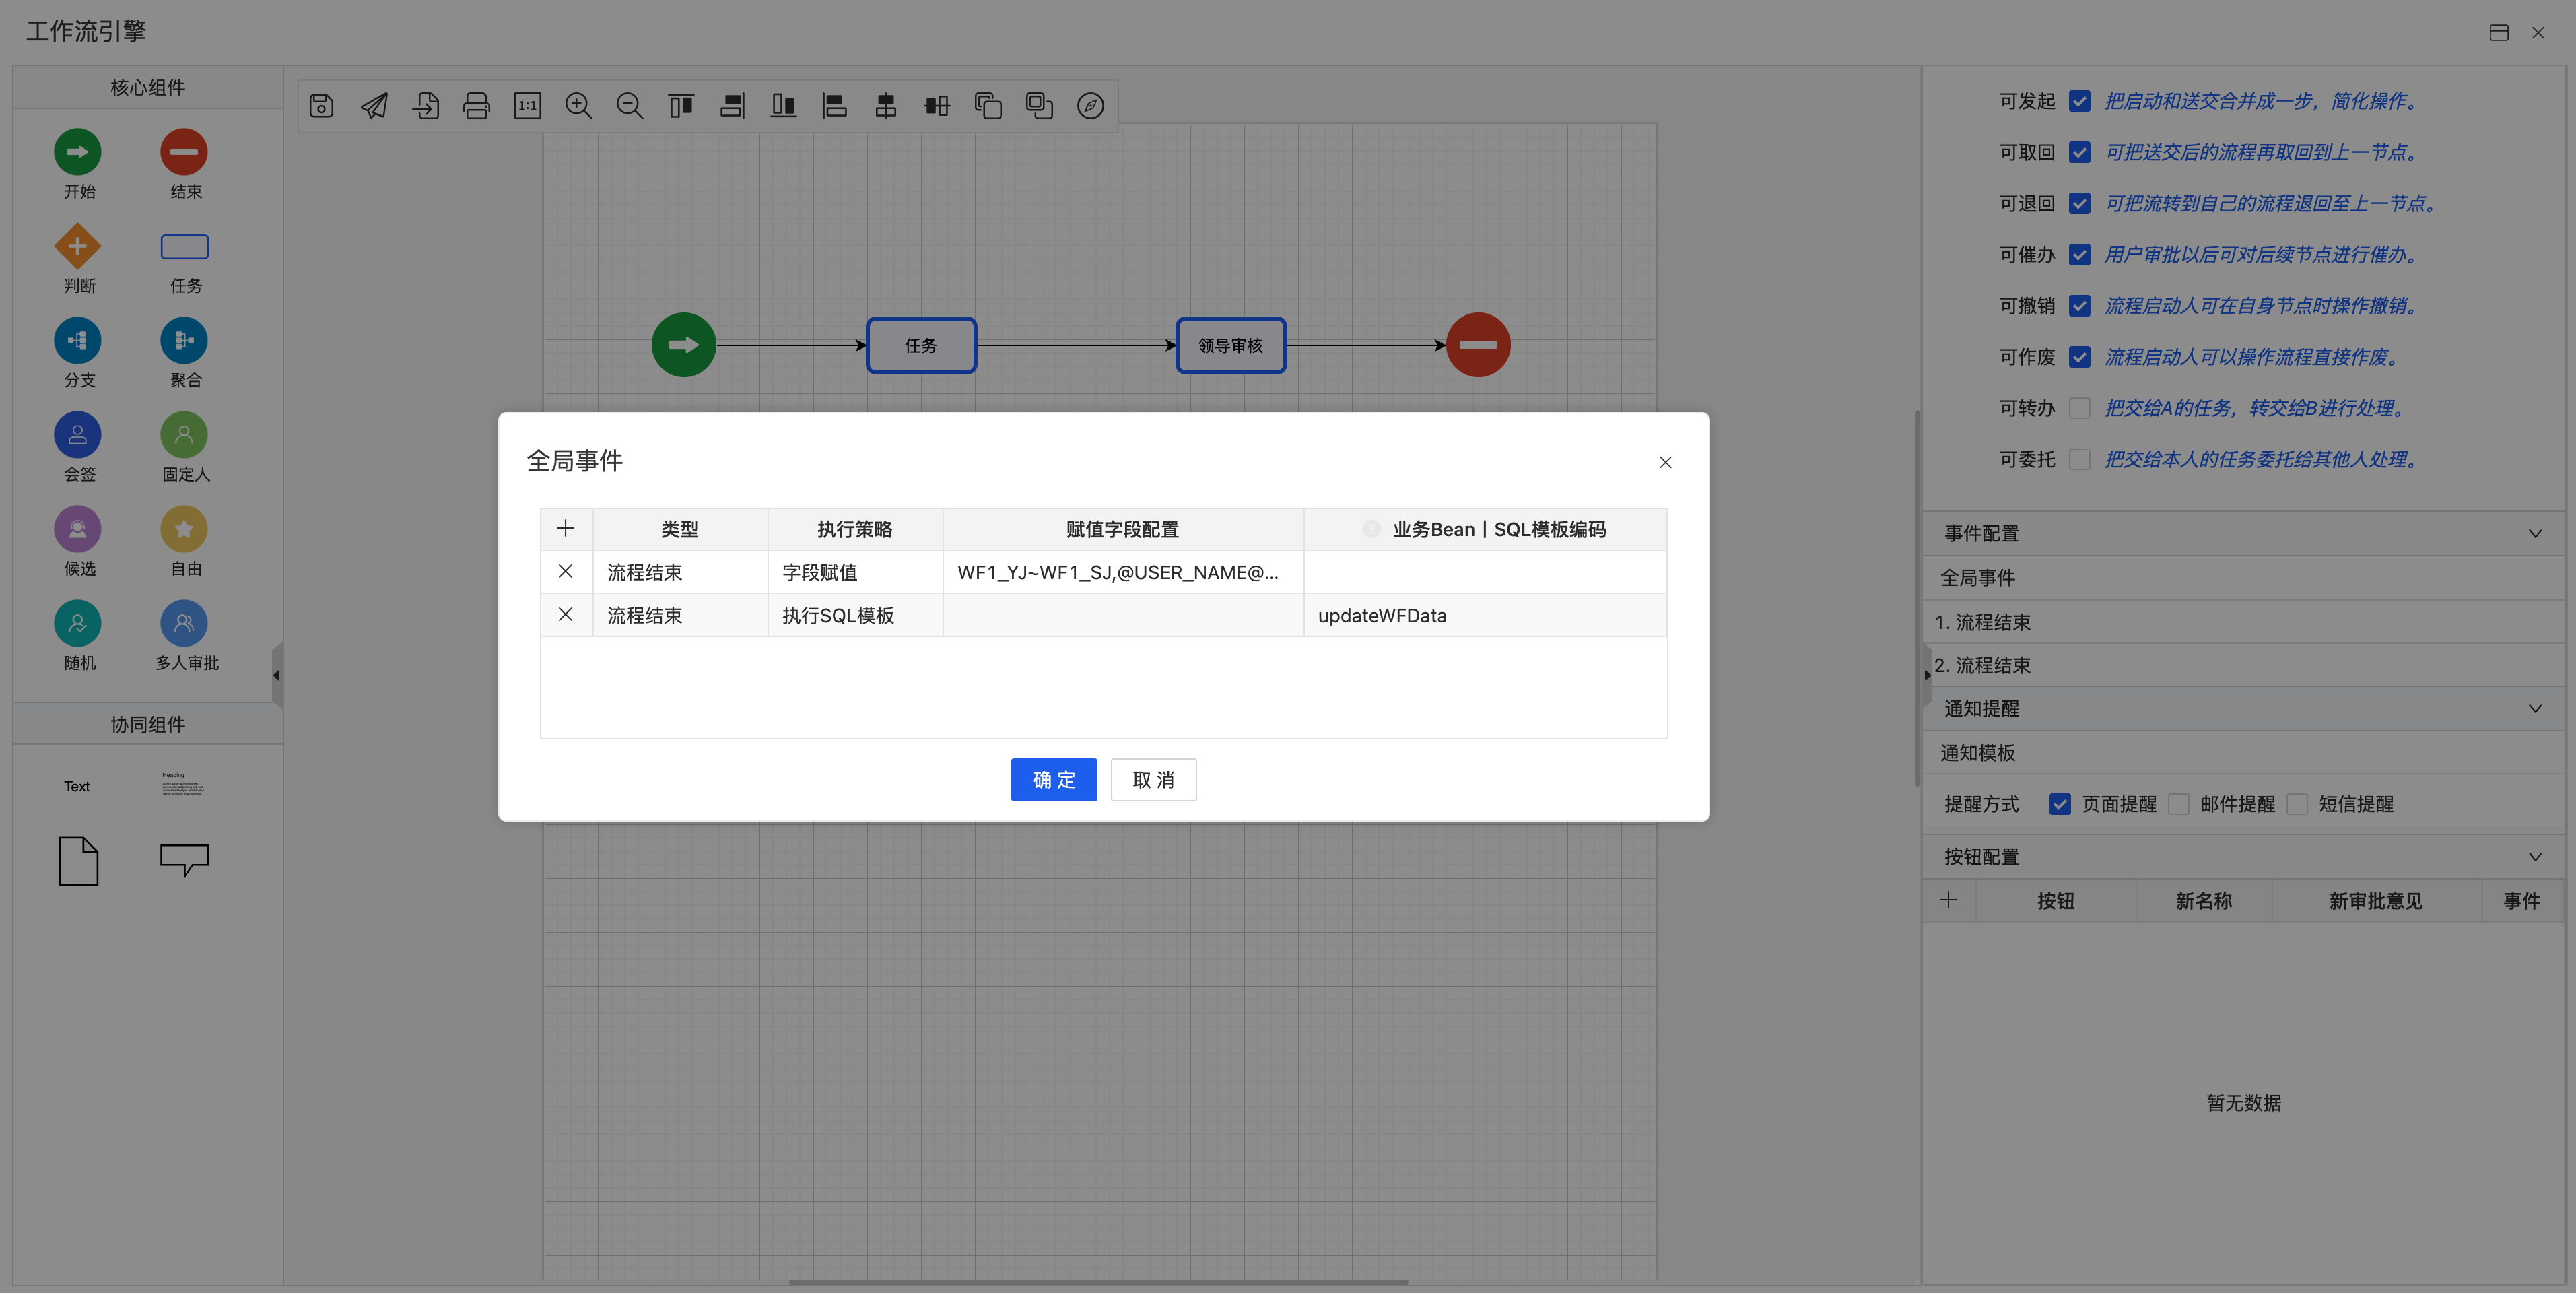 工作流引擎
核心组件
开始
结束
判断
任务
分支
聚合
会签
固定人
候选
自由
随机
多人审批
协同组件
Text
Heading
1:1
任务
领导审核
全局事件
类型
执行策略
赋值字段配置
业务Bean | SQL模板编码
流程结束
字段赋值
WF1_YJ~WF1_SJ,@USER_NAME@...
流程结束
执行SQL模板
updateWFData
确 定
取 消
可发起 把启动和送交合并成一步，简化操作。
可取回 可把送交后的流程再取回到上一节点。
可退回 可把流转到自己的流程退回至上一节点。
可催办 用户审批以后可对后续节点进行催办。
可撤销 流程启动人可在自身节点时操作撤销。
可作废 流程启动人可以操作流程直接作废。
可转办 把交给A的任务，转交给B进行处理。
可委托 把交给本人的任务委托给其他人处理。
事件配置
全局事件
1. 流程结束
2. 流程结束
通知提醒
通知模板
提醒方式 页面提醒 邮件提醒 短信提醒
按钮配置
按钮
新名称
新审批意见
事件
暂无数据